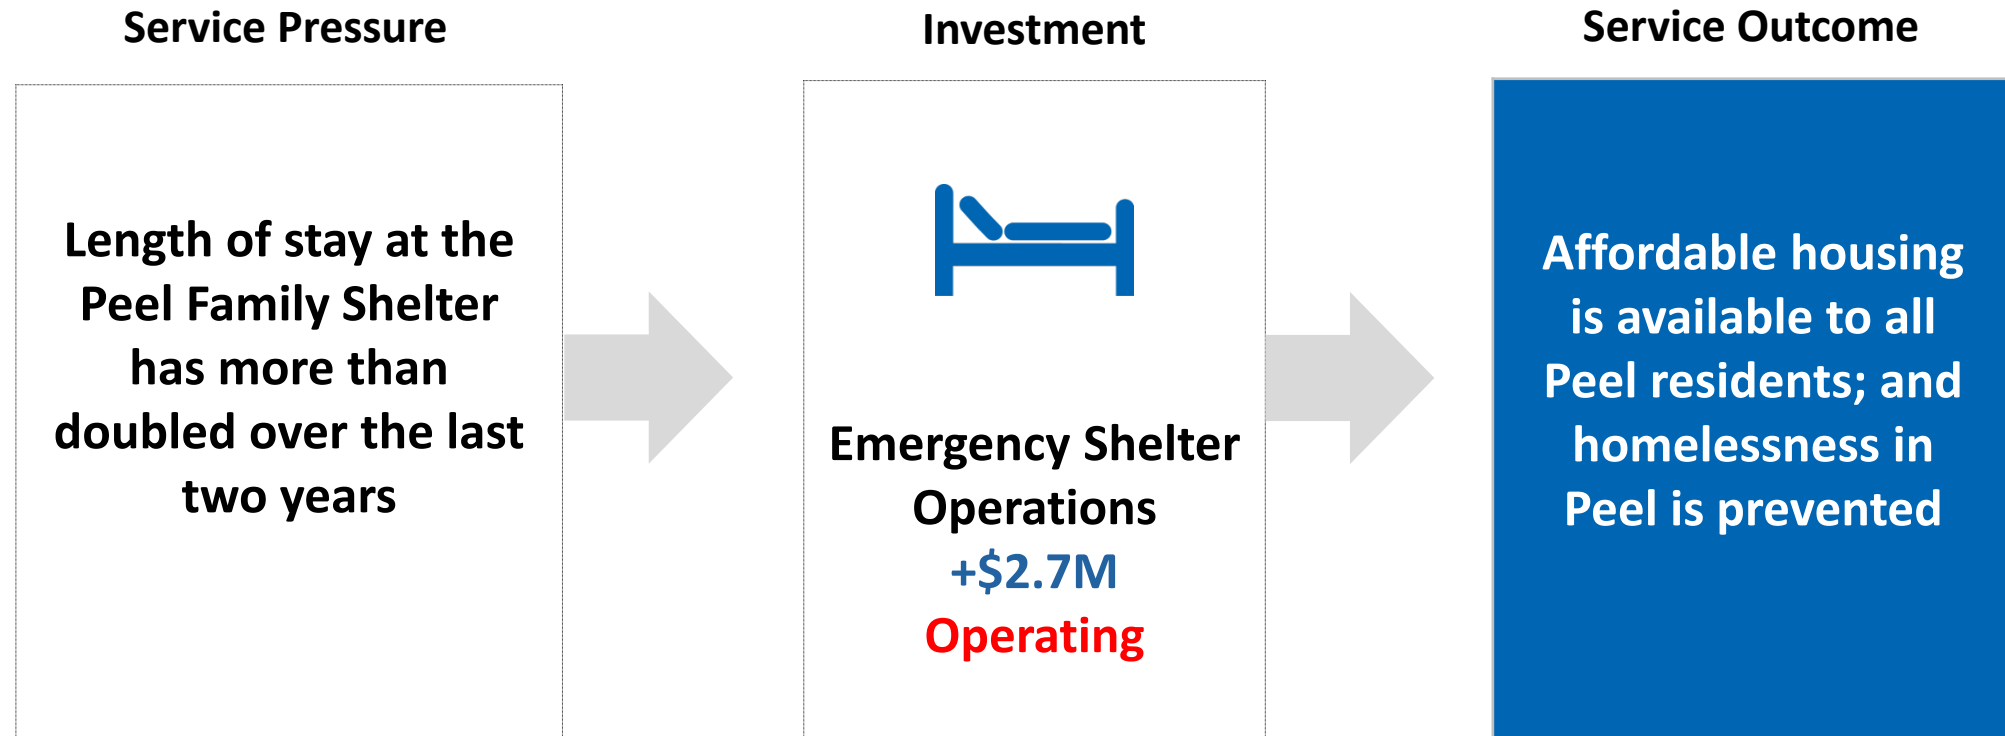 Service Pressure
Length of stay at the
Peel Family Shelter
has more than
doubled over the last
two years
Investment
Emergency Shelter
Operations
+$2.7M
Operating
Service Outcome
Affordable housing
is available to all
Peel residents; and
homelessness in
Peel is prevented